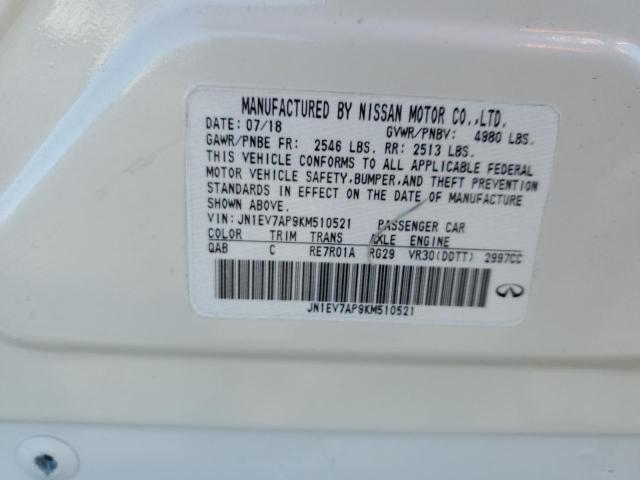 MANUFACTURED BY NISSAN MOTOR CO.,LTD.
DATE: 07/18 GVWR/PNBV: 4980 LBS.
GAWR/PNBE FR: 2546 LBS. RR: 2513 LBS.
THIS VEHICLE CONFORMS TO ALL APPLICABLE FEDERAL
MOTOR VEHICLE SAFETY,BUMPER,AND THEFT PREVENTION
STANDARDS IN EFFECT ON THE DATE OF MANUFACTURE
SHOWN ABOVE.
VIN: JN1EV7AP9KM510521 PASSENGER CAR
COLOR TRIM TRANS AXLE ENGINE
QAB C RE7R01A RG29 VR30(DDTT) 2997CC
JN1EV7AP9KM510521